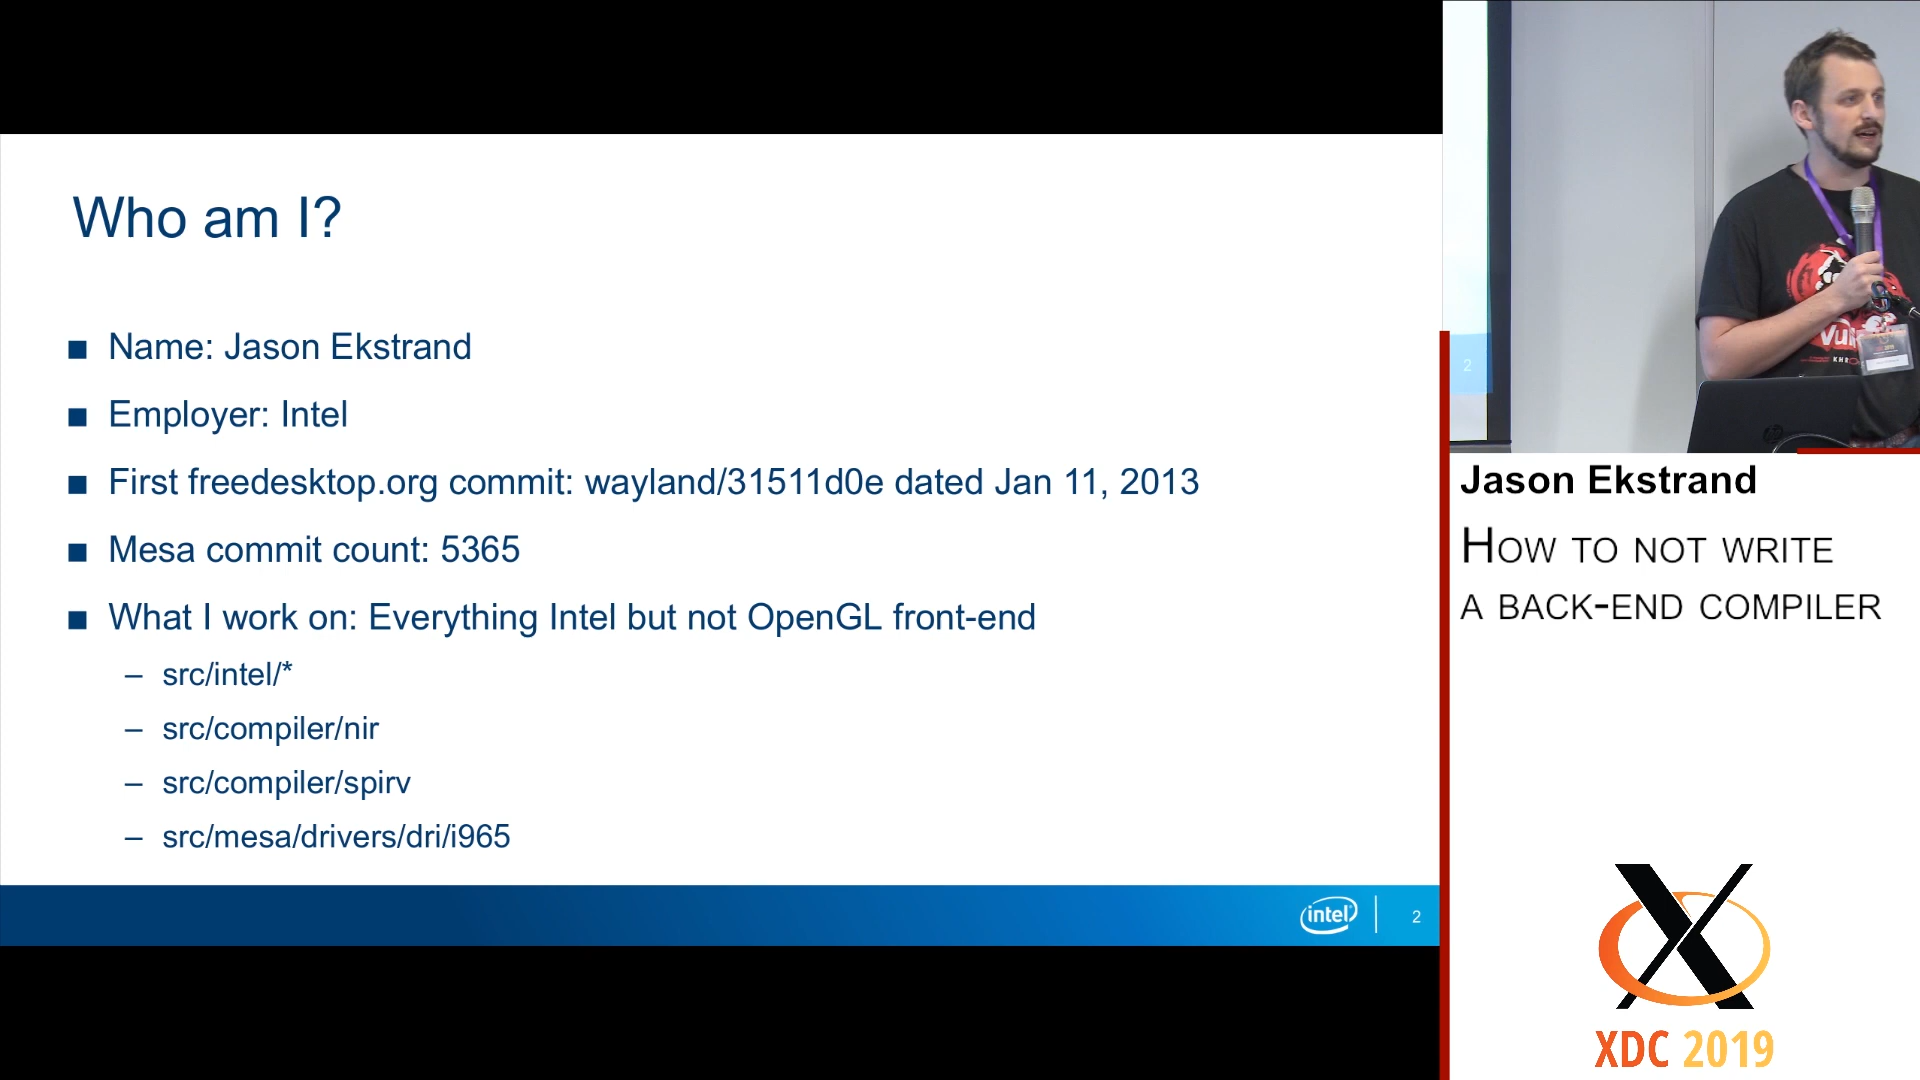 Who am I?
■ Name: Jason Ekstrand
■ Employer: Intel
■ First freedesktop.org commit: wayland/31511d0e dated Jan 11, 2013
■ Mesa commit count: 5365
■ What I work on: Everything Intel but not OpenGL front-end
– src/intel/*
– src/compiler/nir
– src/compiler/spirv
– src/mesa/drivers/dri/i965
intel
2
2
Jason Ekstrand
HOW TO NOT WRITE
A BACK-END COMPILER
XDC 2019